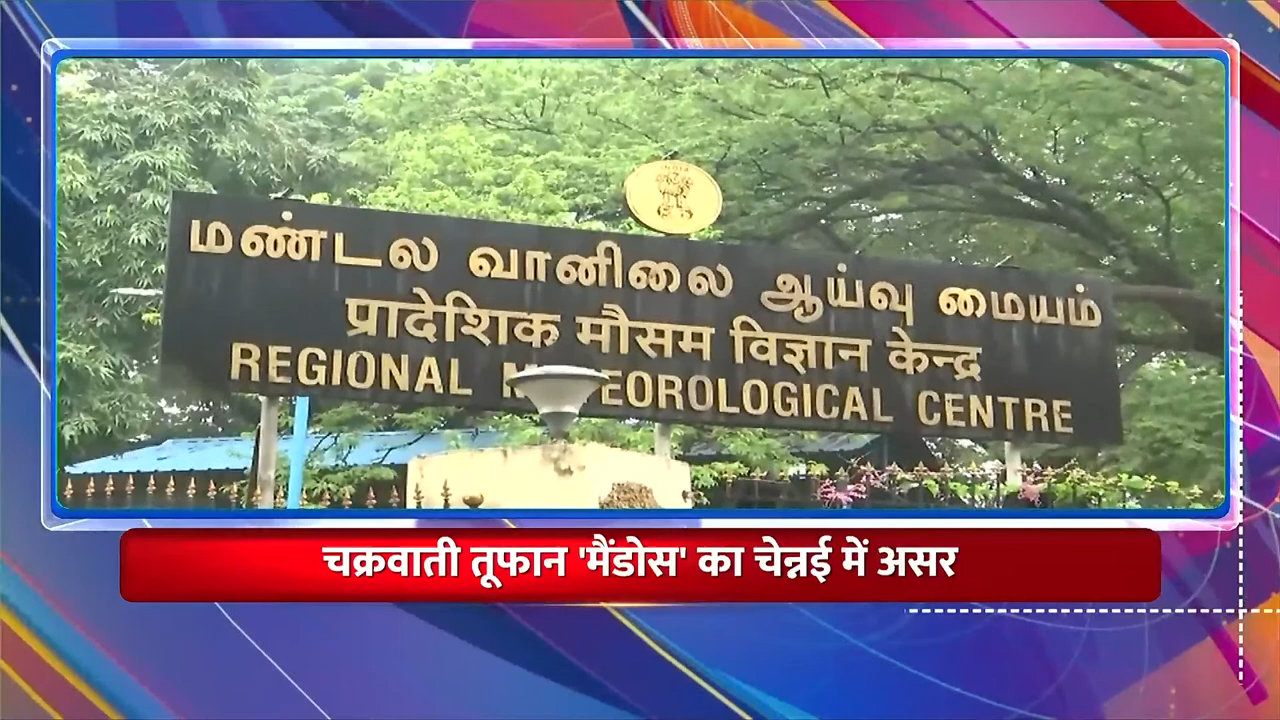 மண்டல வானிலை ஆய்வு மையம்
प्रादेशिक मौसम विज्ञान केन्द्र
REGIONAL METEOROLOGICAL CENTRE
चक्रवाती तूफान 'मैंडोस' का चेन्नई में असर